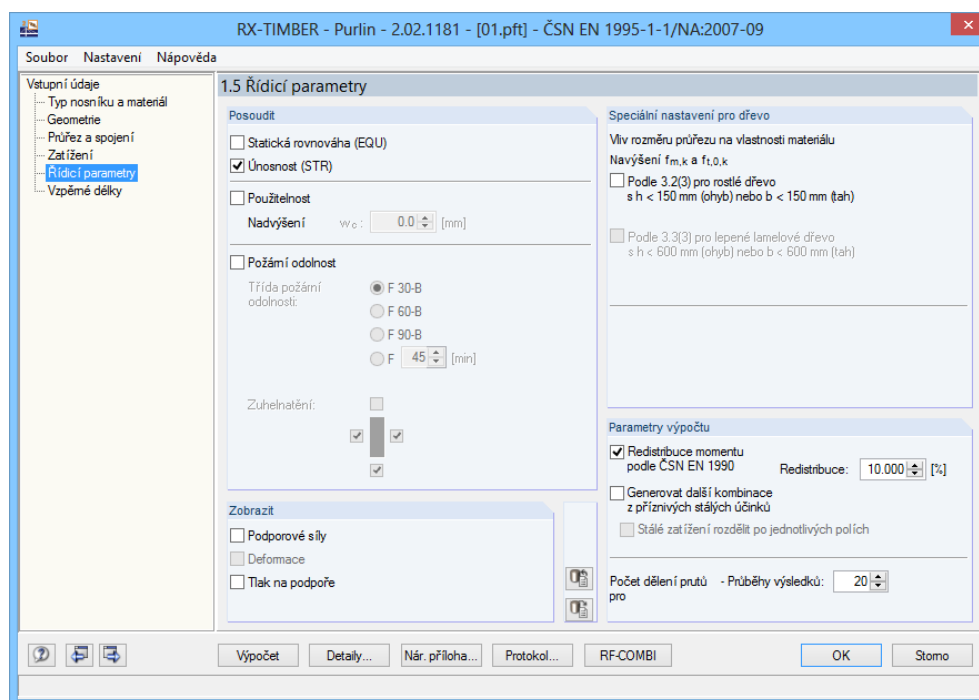 RX-TIMBER - Purlin - 2.02.1181 - [01.pft] - ČSN EN 1995-1-1/NA:2007-09
Soubor Nastavení Nápověda
Vstupní údaje
Typ nosníku a materiál
Geometrie
Průřez a spojení
Zatížení
Řídicí parametry
Vzpěrné délky
1.5 Řídicí parametry
Posoudit
Statická rovnováha (EQU)
Únosnost (STR)
Použitelnost
Nadvýšení wc: 0.0 [mm]
Požární odolnost
Třída požární
odolnosti:
F 30-B
F 60-B
F 90-B
F 45 [min]
Zuhelnatění:
Zobrazit
Podporové síly
Deformace
Tlak na podpoře
Speciální nastavení pro dřevo
Vliv rozměru průřezu na vlastnosti materiálu
Navýšení fm,k a ft,0,k
Podle 3.2(3) pro rostlé dřevo
s h < 150 mm (ohyb) nebo b < 150 mm (tah)
Podle 3.3(3) pro lepené lamelové dřevo
s h < 600 mm (ohyb) nebo b < 600 mm (tah)
Parametry výpočtu
Redistribuce momentu
podle ČSN EN 1990
Redistribuce: 10.000 [%]
Generovat další kombinace
z příznivých stálých účinků
Stálé zatížení rozdělit po jednotlivých polích
Počet dělení prutů - Průběhy výsledků: 20
pro
Výpočet Detaily... Nár. příloha... Protokol... RF-COMBI OK Storno